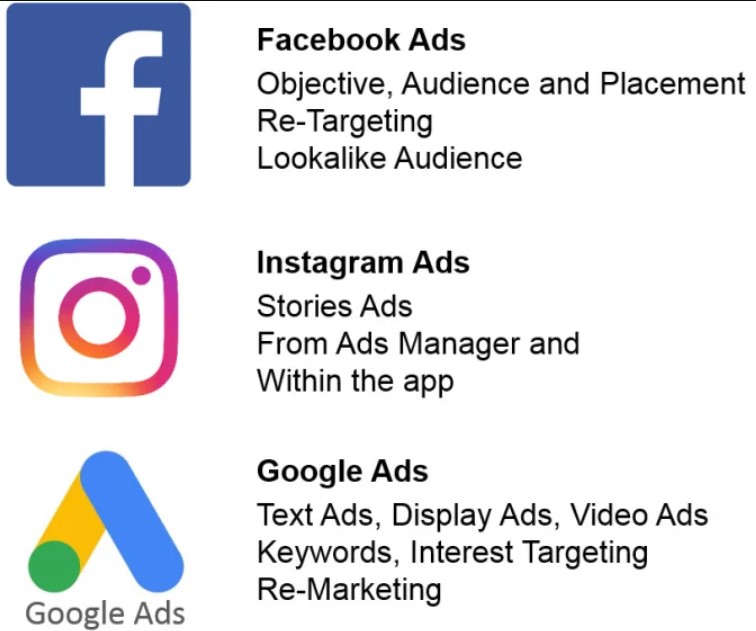 Facebook Ads
Objective, Audience and Placement
Re-Targeting
Lookalike Audience
Instagram Ads
Stories Ads
From Ads Manager and
Within the app
Google Ads
Text Ads, Display Ads, Video Ads
Keywords, Interest Targeting
Re-Marketing
Google Ads